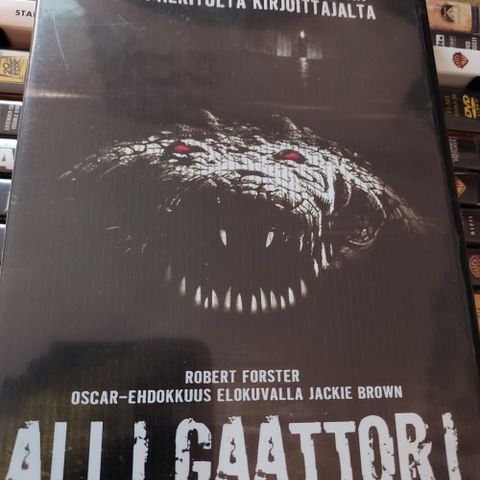 KIRJOITTAJALTA
ROBERT FORSTER
OSCAR-EHDOKKUUS ELOKUVALLA JACKIE BROWN
ALLIGAATTORI